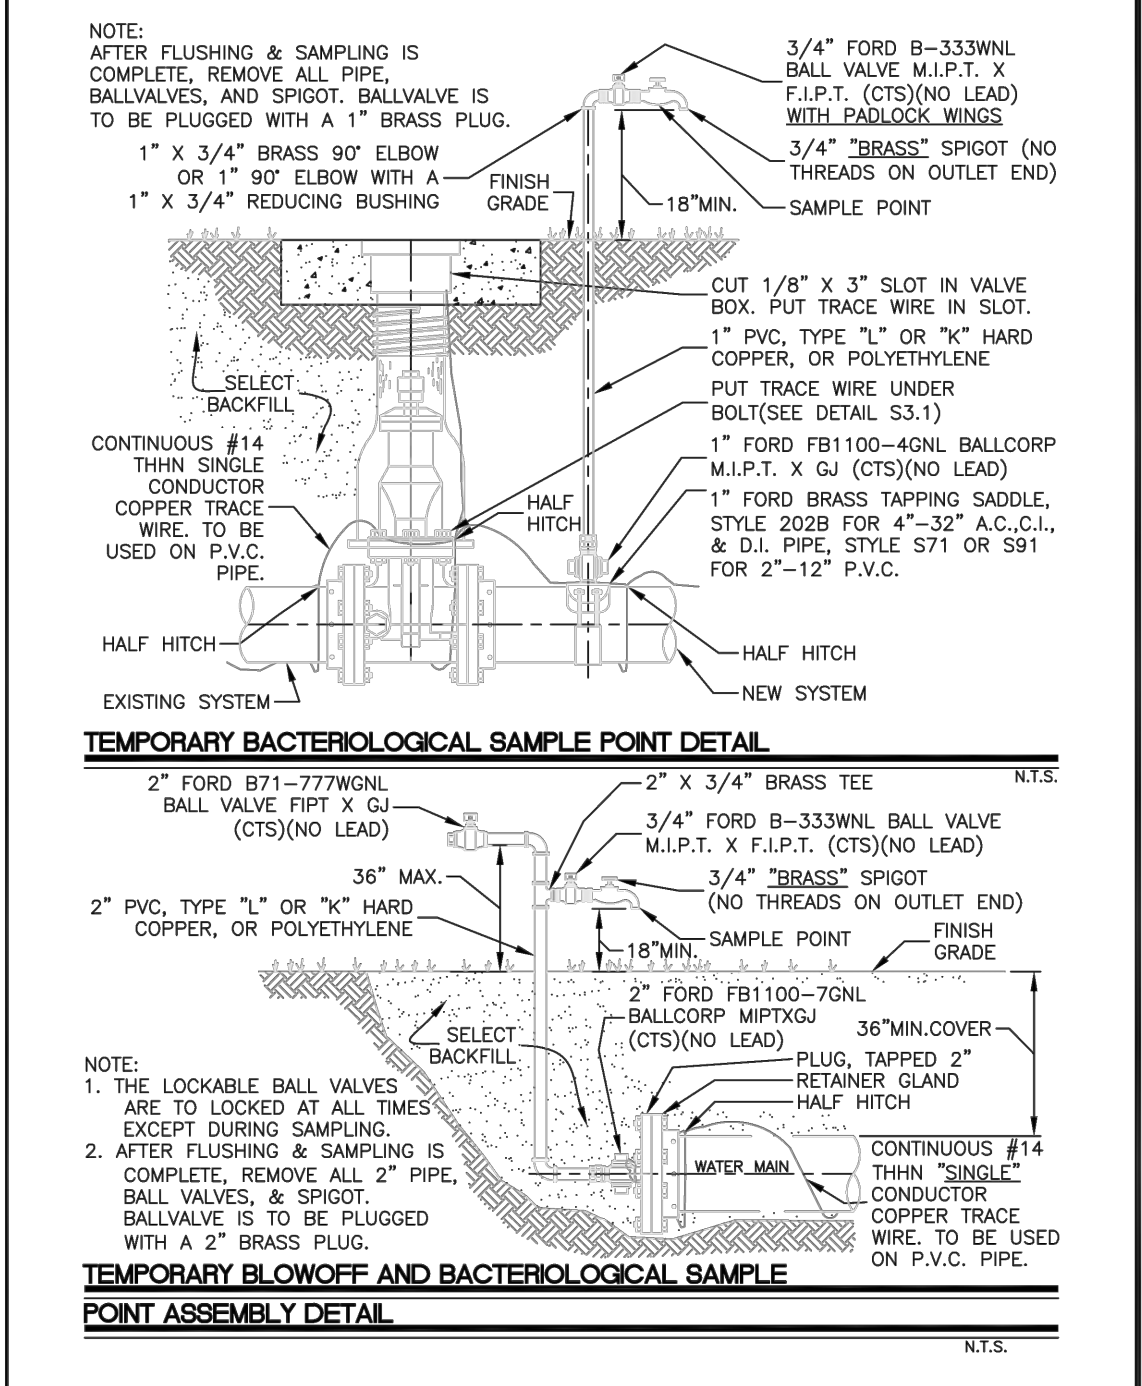 NOTE:
AFTER FLUSHING & SAMPLING IS
COMPLETE, REMOVE ALL PIPE,
BALLVALVES, AND SPIGOT. BALLVALVE IS
TO BE PLUGGED WITH A 1" BRASS PLUG.
1" X 3/4" BRASS 90° ELBOW
OR 1" 90° ELBOW WITH A
1" X 3/4" REDUCING BUSHING
FINISH
GRADE
18"MIN.
3/4" FORD B-333WNL
BALL VALVE M.I.P.T. X
F.I.P.T. (CTS)(NO LEAD)
WITH PADLOCK WINGS
3/4" "BRASS" SPIGOT (NO
THREADS ON OUTLET END)
SAMPLE POINT
CUT 1/8" X 3" SLOT IN VALVE
BOX. PUT TRACE WIRE IN SLOT.
1" PVC, TYPE "L" OR "K" HARD
COPPER, OR POLYETHYLENE
PUT TRACE WIRE UNDER
BOLT(SEE DETAIL S3.1)
1" FORD FB1100-4GNL BALLCORP
M.I.P.T. X GJ (CTS)(NO LEAD)
1" FORD BRASS TAPPING SADDLE,
STYLE 202B FOR 4"-32" A.C.,C.I.,
& D.I. PIPE, STYLE S71 OR S91
FOR 2"-12" P.V.C.
SELECT
BACKFILL
CONTINUOUS #14
THHN SINGLE
CONDUCTOR
COPPER TRACE
WIRE. TO BE
USED ON P.V.C.
PIPE.
HALF
HITCH
HALF HITCH
EXISTING SYSTEM
HALF HITCH
NEW SYSTEM
TEMPORARY BACTERIOLOGICAL SAMPLE POINT DETAIL
N.T.S.
2" FORD B71-777WGNL
BALL VALVE FIPT X GJ
(CTS)(NO LEAD)
36" MAX.
2" PVC, TYPE "L" OR "K" HARD
COPPER, OR POLYETHYLENE
2" X 3/4" BRASS TEE
3/4" FORD B-333WNL BALL VALVE
M.I.P.T. X F.I.P.T. (CTS)(NO LEAD)
3/4" "BRASS" SPIGOT
(NO THREADS ON OUTLET END)
SAMPLE POINT
18"MIN.
FINISH
GRADE
2" FORD FB1100-7GNL
BALLCORP MIPTXGJ
(CTS)(NO LEAD)
36"MIN.COVER
SELECT
BACKFILL
PLUG, TAPPED 2"
RETAINER GLAND
HALF HITCH
WATER MAIN
CONTINUOUS #14
THHN "SINGLE"
CONDUCTOR
COPPER TRACE
WIRE. TO BE USED
ON P.V.C. PIPE.
NOTE:
1. THE LOCKABLE BALL VALVES
ARE TO LOCKED AT ALL TIMES
EXCEPT DURING SAMPLING.
2. AFTER FLUSHING & SAMPLING IS
COMPLETE, REMOVE ALL 2" PIPE,
BALL VALVES, & SPIGOT.
BALLVALVE IS TO BE PLUGGED
WITH A 2" BRASS PLUG.
TEMPORARY BLOWOFF AND BACTERIOLOGICAL SAMPLE
POINT ASSEMBLY DETAIL
N.T.S.